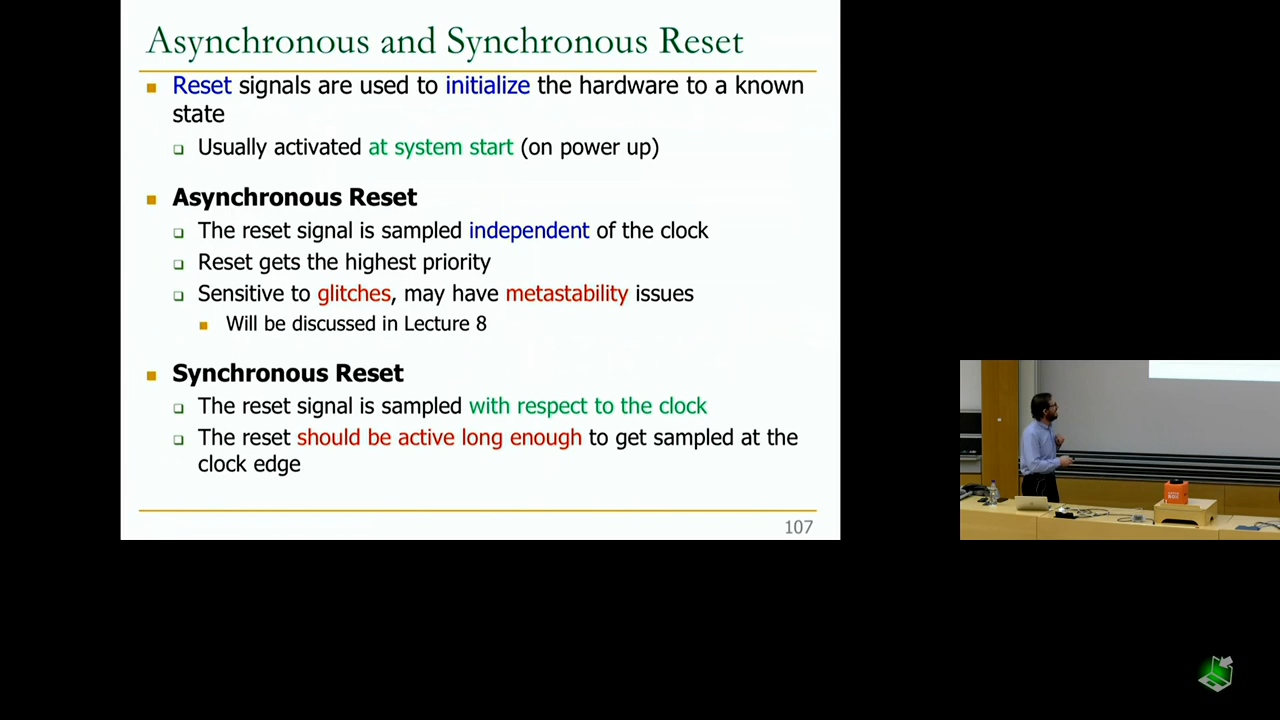 Asynchronous and Synchronous Reset
Reset signals are used to initialize the hardware to a known
state
Usually activated at system start (on power up)
Asynchronous Reset
The reset signal is sampled independent of the clock
Reset gets the highest priority
Sensitive to glitches, may have metastability issues
Will be discussed in Lecture 8
Synchronous Reset
The reset signal is sampled with respect to the clock
The reset should be active long enough to get sampled at the
clock edge
107